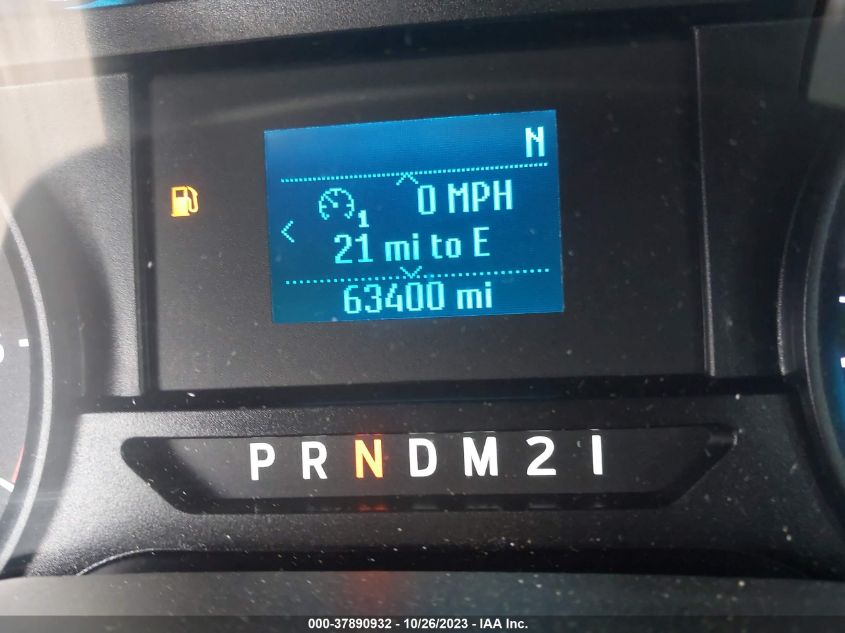 N
0 MPH
1
21 mi to E
63400 mi
P R N D M 2 1
000-37890932 - 10/26/2023 - IAA Inc.